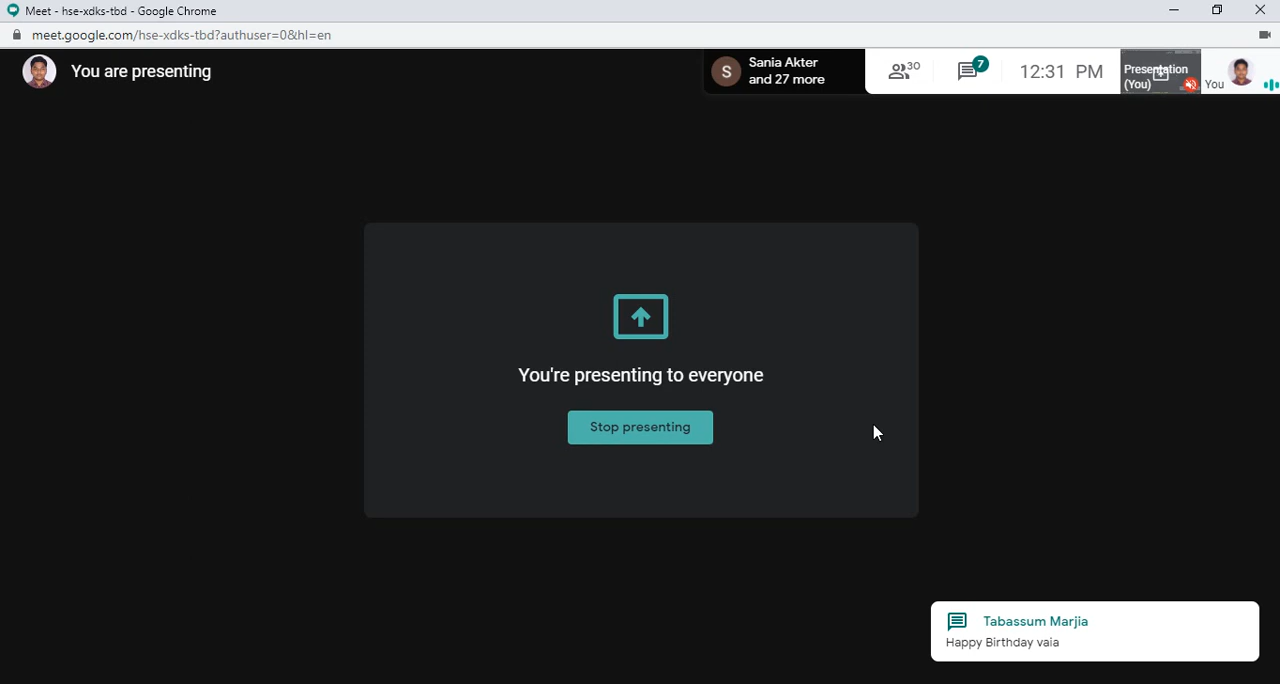 Meet - hse-xdks-tbd - Google Chrome
meet.google.com/hse-xdks-tbd?authuser=0&hl=en
You are presenting
S
Sania Akter
and 27 more
30
7
12:31 PM
Presentation
(You)
You
You're presenting to everyone
Stop presenting
Tabassum Marjia
Happy Birthday vaia